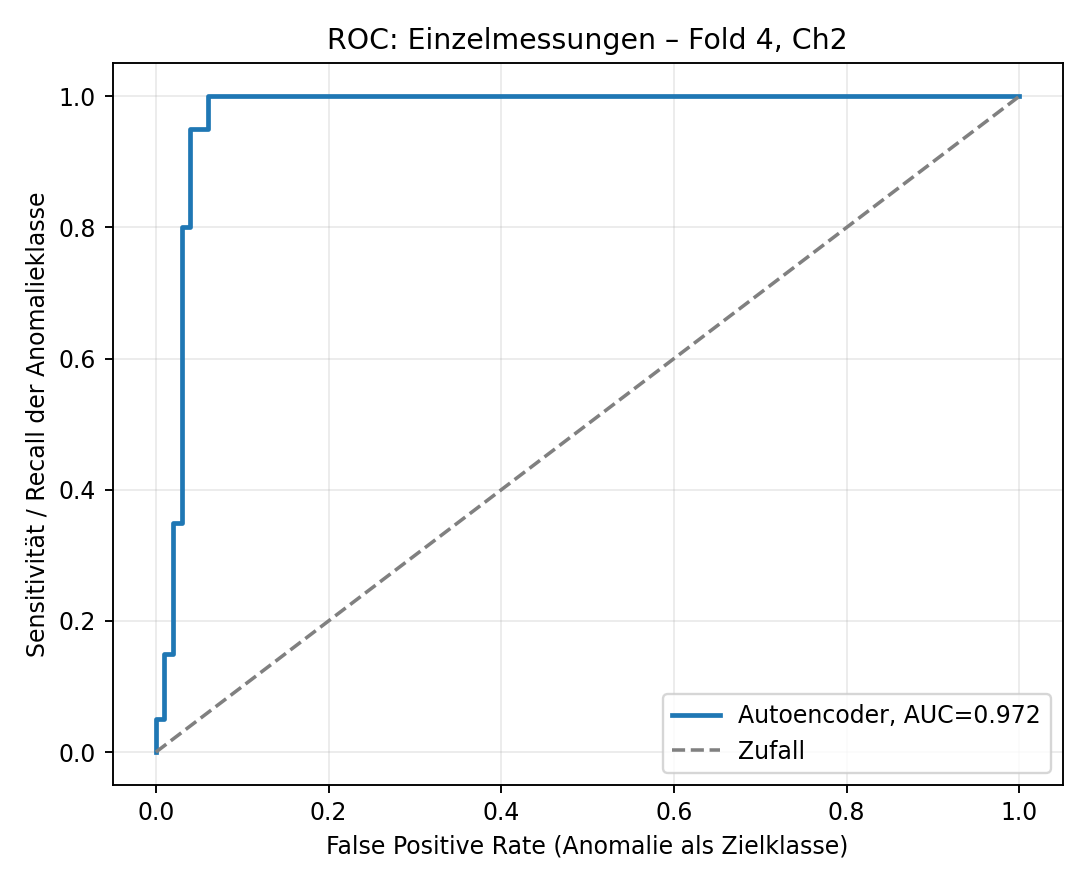 ROC: Einzelmessungen – Fold 4, Ch2
Sensitivität / Recall der Anomalieklasse
1.0
0.8
0.6
0.4
0.2
0.0
Autoencoder, AUC=0.972
Zufall
0.0 0.2 0.4 0.6 0.8 1.0
False Positive Rate (Anomalie als Zielklasse)